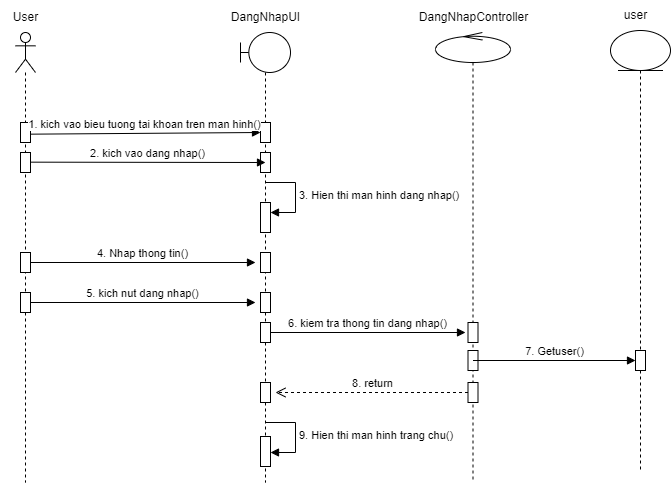 User
DangNhapUI
DangNhapController
user
1. kich vao bieu tuong tai khoan tren man hinh()
2. kich vao dang nhap()
3. Hien thi man hinh dang nhap()
4. Nhap thong tin()
5. kich nut dang nhap()
6. kiem tra thong tin dang nhap()
7. Getuser()
8. return
9. Hien thi man hinh trang chu()